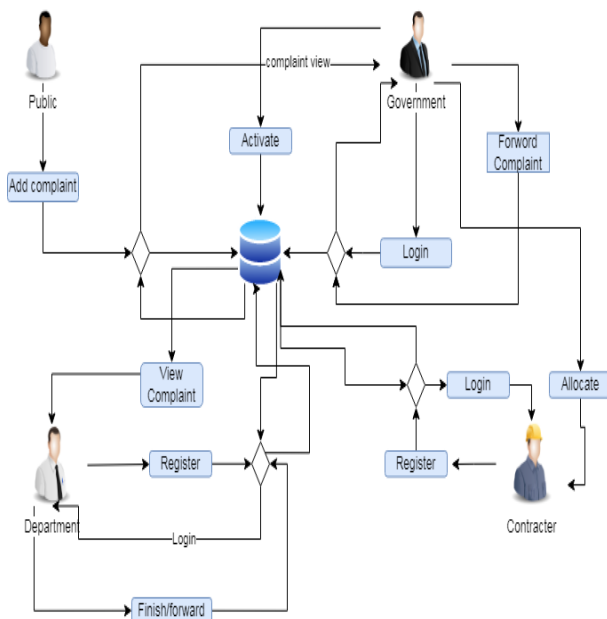 complaint view
Public
Government
Activate
Forword
Complaint
Add complaint
Login
View
Complaint
Login
Allocate
Register
Register
Department
Login
Contracter
Finish/forward